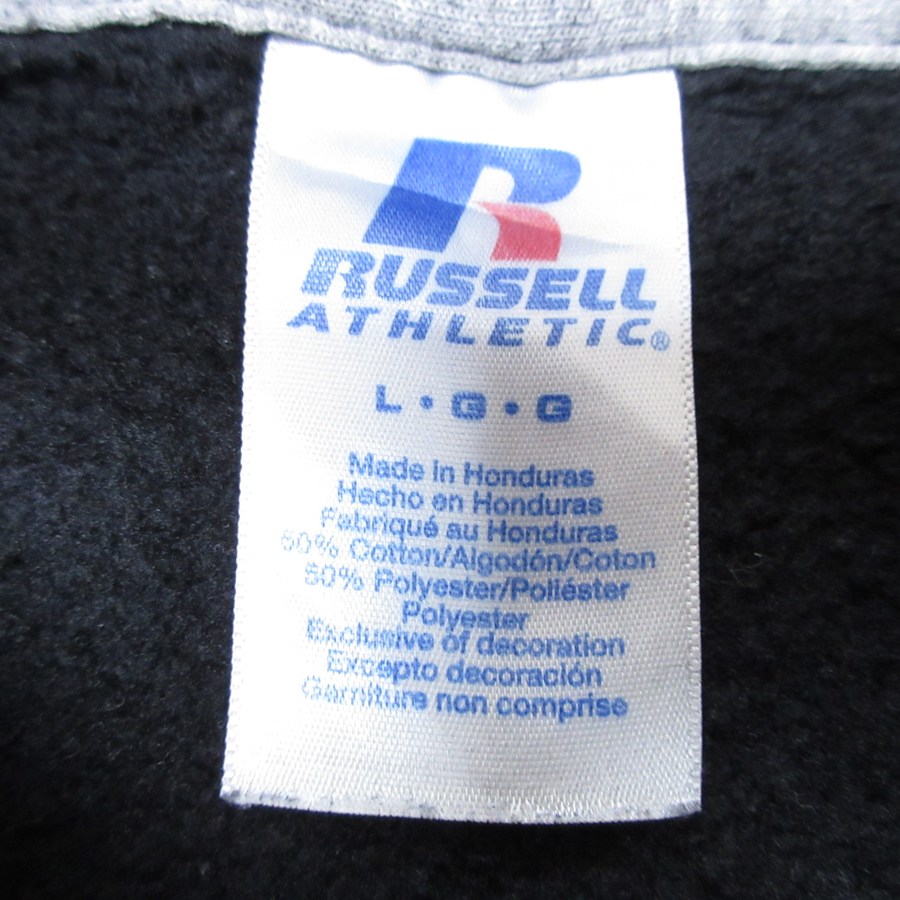 R
RUSSELL
ATHLETIC®
L • G • G
Made in Honduras
Hecho en Honduras
Fabriqué au Honduras
50% Cotton/Algodón/Coton
50% Polyester/Poliéster
Polyester
Exclusive of decoration
Excepto decoración
Garniture non comprise